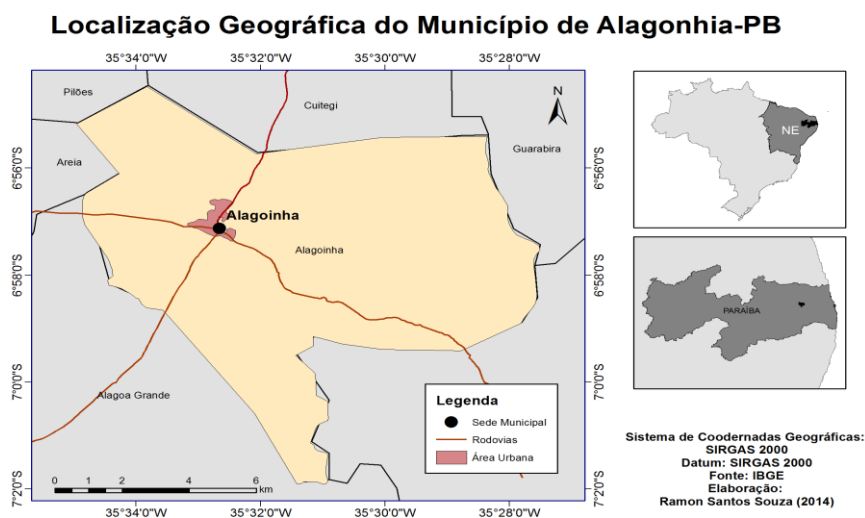 Localização Geográfica do Município de Alagonhia-PB
35°34'0"W 35°32'0"W 35°30'0"W 35°28'0"W
Pilões
Cuitegi
N
Guarabira
Areia
6°56'0"S 6°56'0"S
Alagoinha
Alagoinha
6°58'0"S 6°58'0"S
7°0'0"S 7°0'0"S
Alagoa Grande
7°2'0"S 7°2'0"S
Legenda
Sede Municipal
Rodovias
Área Urbana
0 1 2 4 6
km
35°34'0"W 35°32'0"W 35°30'0"W 35°28'0"W
NE
PARAÍBA
Sistema de Coodernadas Geográficas:
SIRGAS 2000
Datum: SIRGAS 2000
Fonte: IBGE
Elaboração:
Ramon Santos Souza (2014)